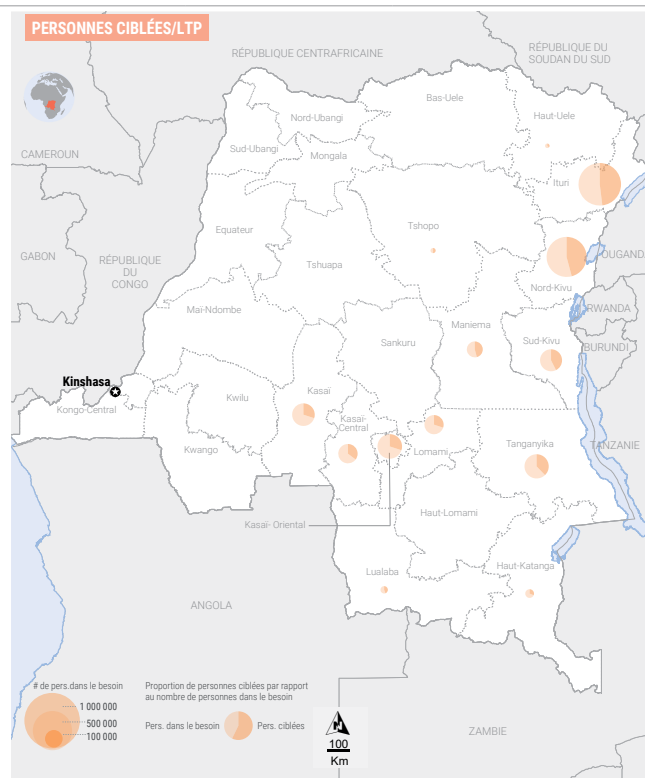 PERSONNES CIBLÉES/LTP
RÉPUBLIQUE CENTRAFRICAINE
RÉPUBLIQUE DU
SOUDAN DU SUD
Bas-Uele
Haut-Uele
Nord-Ubangi
Sud-Ubangi
Mongala
CAMEROUN
Ituri
Equateur
Tshopo
GABON
RÉPUBLIQUE
DU
CONGO
Tshuapa
OUGANDA
Nord-Kivu
Maï-Ndombe
RWANDA
Maniema
Sankuru
Sud-Kivu
BURUNDI
Kinshasa
Kongo-Central
Kwilu
Kasaï
Kasaï-
Central
Kwango
Lomami
Tanganyika
TANZANIE
Haut-Lomami
Kasaï- Oriental
Lualaba
Haut-Katanga
ANGOLA
# de pers.dans le besoin
1 000 000
500 000
100 000
Proportion de personnes ciblées par rapport
au nombre de personnes dans le besoin
Pers. dans le besoin
Pers. ciblées
N
100
Km
ZAMBIE